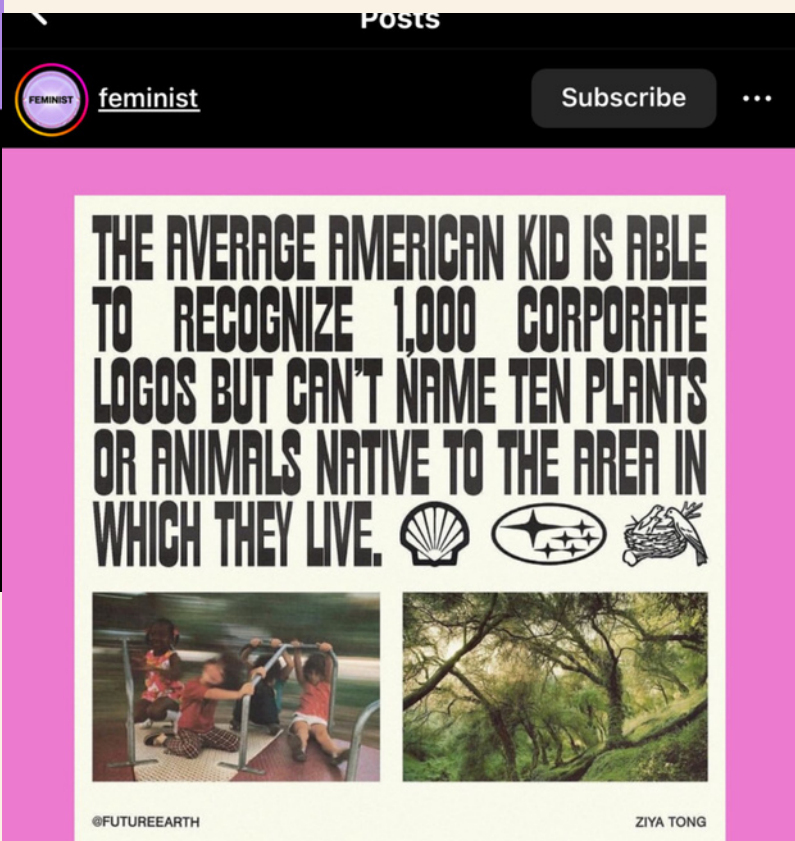 Posts
FEMINIST
feminist
Subscribe
THE AVERAGE AMERICAN KID IS ABLE
TO RECOGNIZE 1,000 CORPORATE
LOGOS BUT CAN'T NAME TEN PLANTS
OR ANIMALS NATIVE TO THE AREA IN
WHICH THEY LIVE.
@FUTUREEARTH
ZIYA TONG